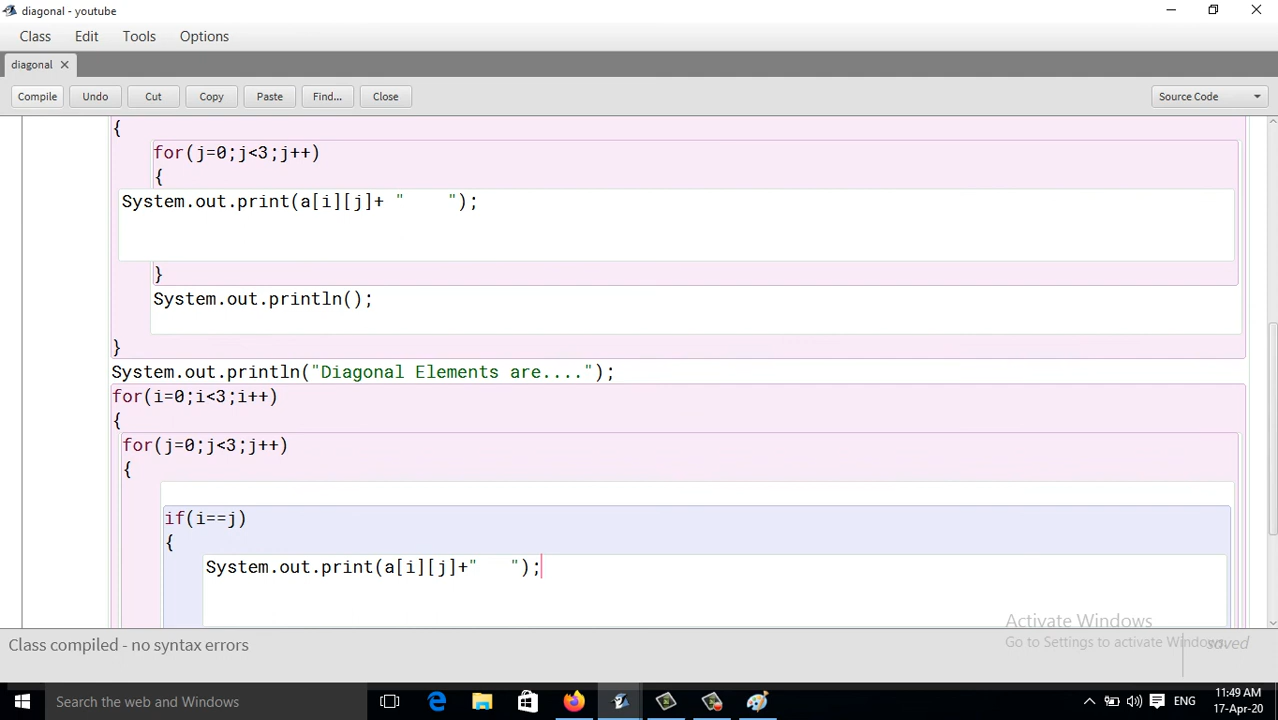 diagonal - youtube
Class Edit Tools Options
diagonal
Compile Undo Cut Copy Paste Find... Close Source Code
{
for(j=0;j<3;j++)
{
System.out.print(a[i][j]+ "    ");
}
System.out.println();
}
System.out.println("Diagonal Elements are....");
for(i=0;i<3;i++)
{
for(j=0;j<3;j++)
{
if(i==j)
{
System.out.print(a[i][j]+"   ");
Activate Windows
Go to Settings to activate Windows.
Class compiled - no syntax errors
saved
Search the web and Windows
ENG
11:49 AM
17-Apr-20